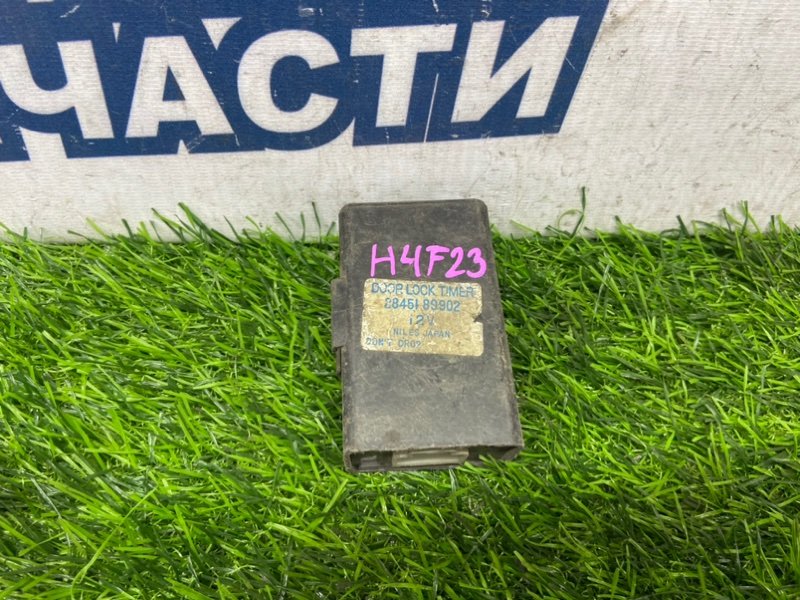 ЧАСТИ
H4F23
DOOR LOCK TIMER
28451 89902
12V
NILES JAPAN